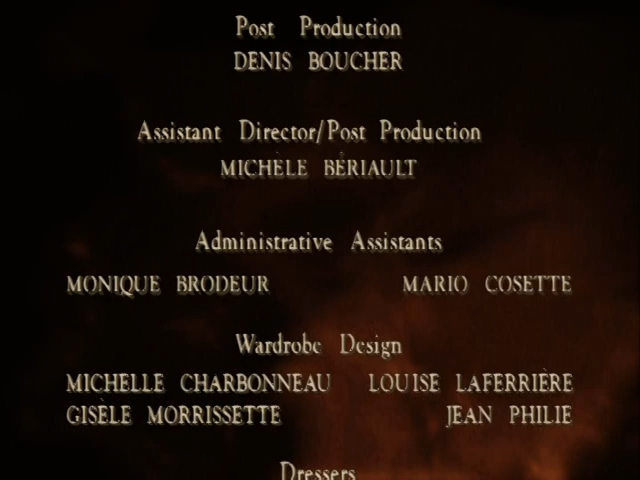 Post Production
DENIS BOUCHER
Assistant Director/Post Production
MICHÈLE BÉRIAULT
Administrative Assistants
MONIQUE BRODEUR MARIO COSETTE
Wardrobe Design
MICHELLE CHARBONNEAU LOUISE LAFERRIÈRE
GISÈLE MORRISSETTE JEAN PHILIE
Dressers